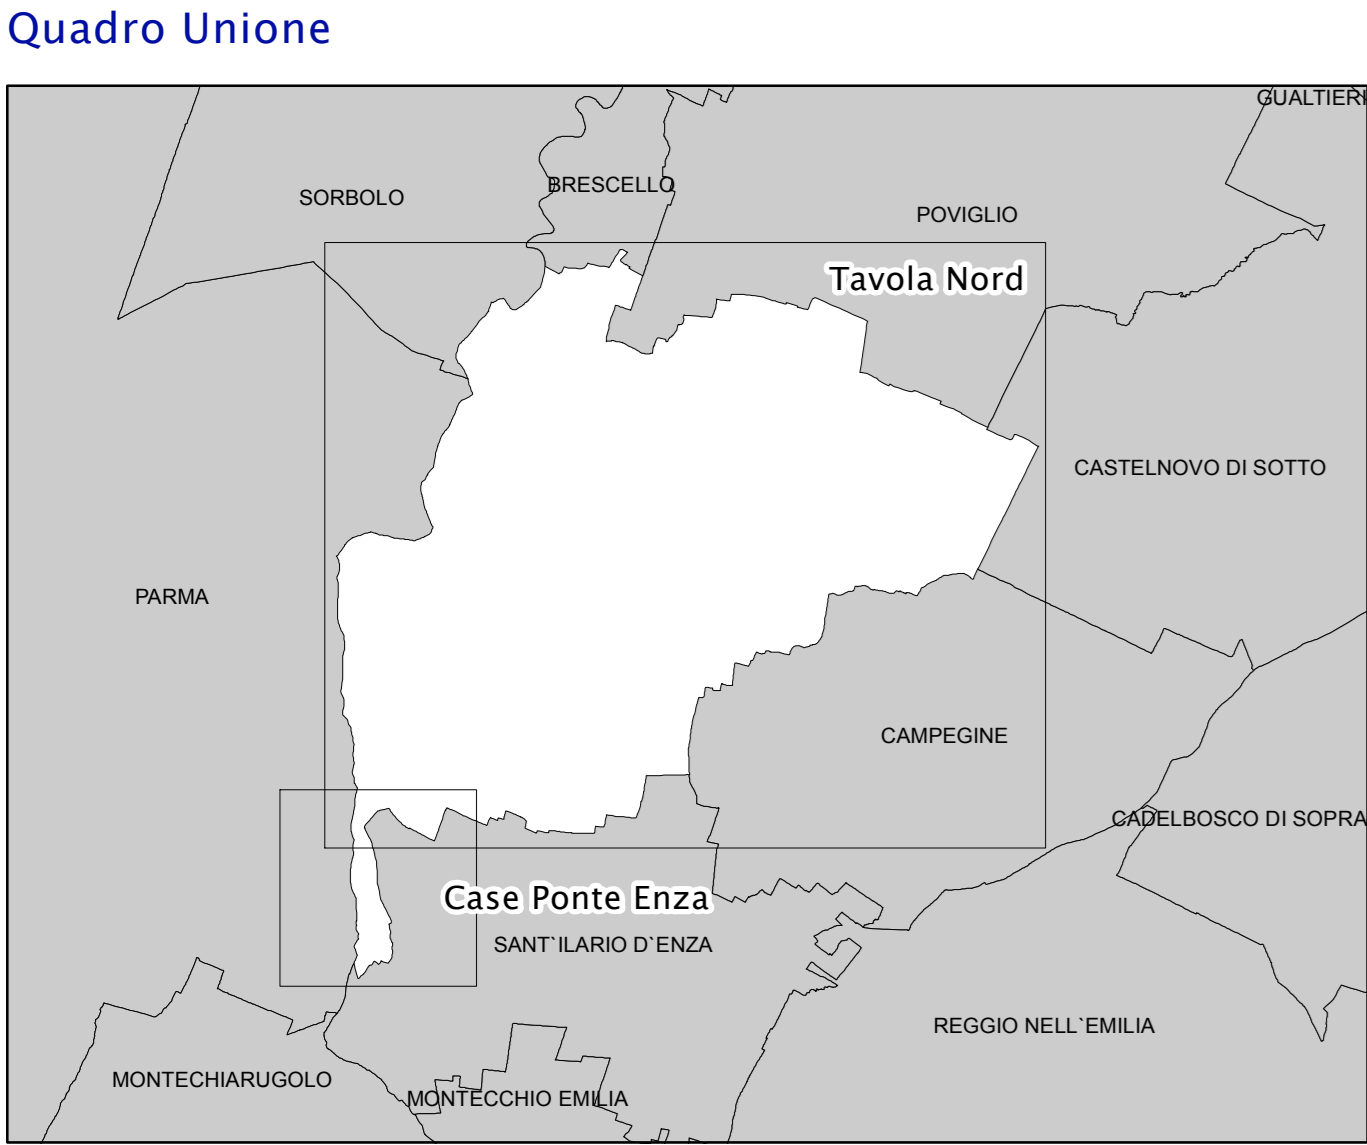 Quadro Unione
GUALTIERI
BRESCELLO
SORBOLO
POVIGLIO
Tavola Nord
CASTELNOVO DI SOTTO
PARMA
CAMPEGINE
CADELBOSCO DI SOPRA
Case Ponte Enza
SANT`ILARIO D`ENZA
REGGIO NELL`EMILIA
MONTECHIARUGOLO
MONTECCHIO EMILIA